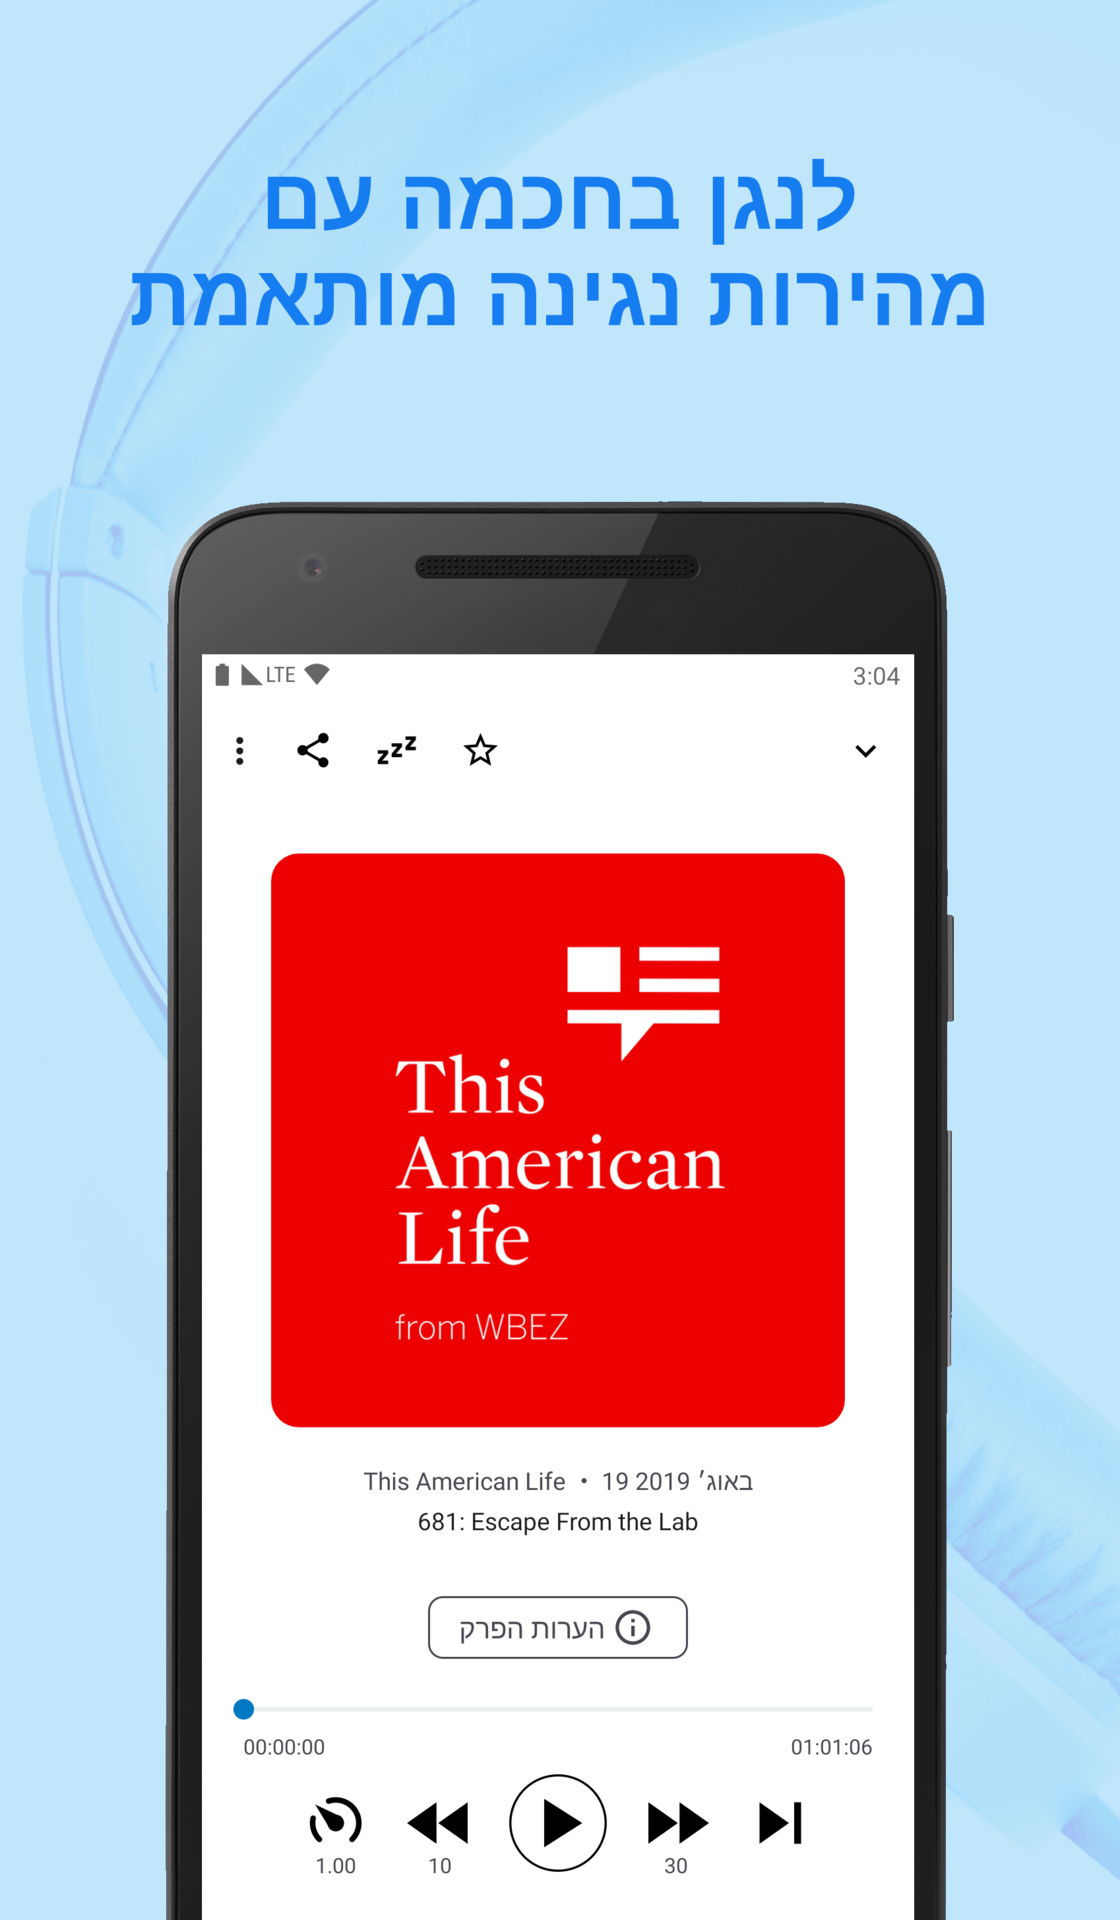 לנגן בחכמה עם
מהירות נגינה מותאמת
LTE
3:04
zzz
This
American
Life
from WBEZ
This American Life • 19 באוג׳ 2019
681: Escape From the Lab
הערות הפרק
00:00:00
01:01:06
1.00
10
30